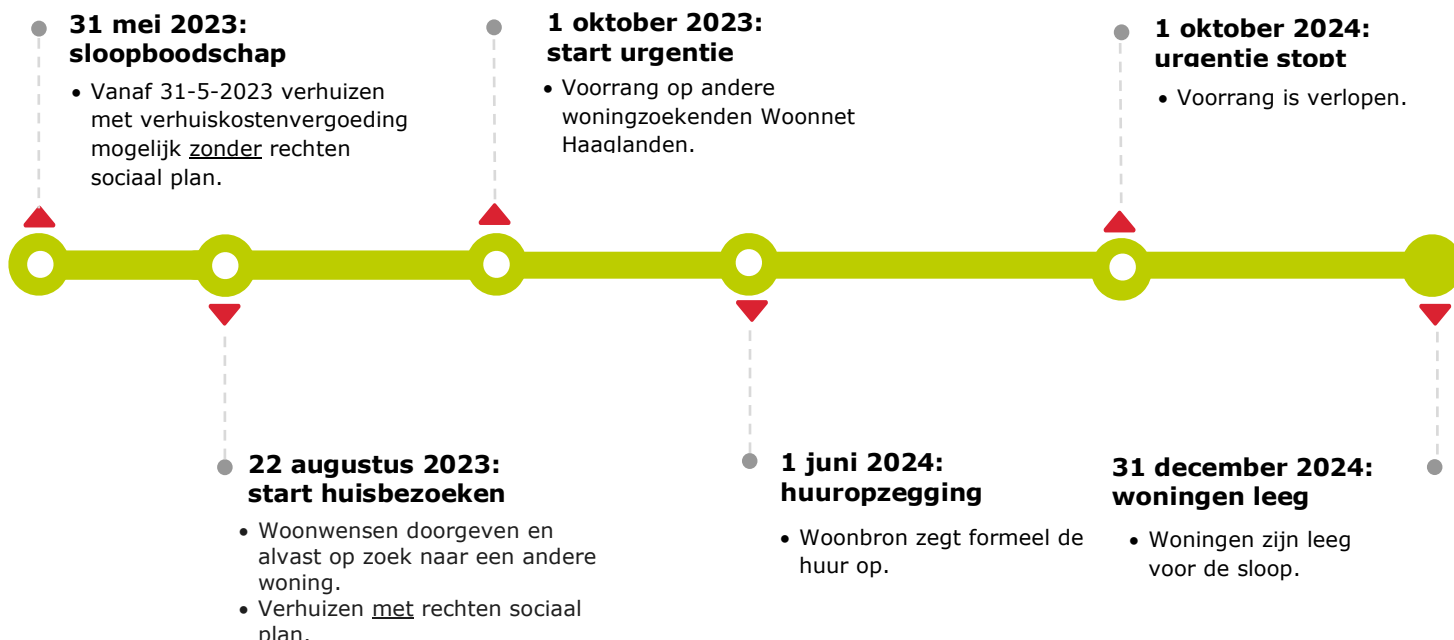 31 mei 2023:
sloopboodschap
• Vanaf 31-5-2023 verhuizen
met verhuiskostenvergoeding
mogelijk zonder rechten
sociaal plan.
1 oktober 2023:
start urgentie
• Voorrang op andere
woningzoekenden Woonnet
Haaglanden.
1 oktober 2024:
urgentie stopt
• Voorrang is verlopen.
22 augustus 2023:
start huisbezoeken
• Woonwensen doorgeven en
alvast op zoek naar een andere
woning.
• Verhuizen met rechten sociaal
plan.
1 juni 2024:
huuropzegging
• Woonbron zegt formeel de
huur op.
31 december 2024:
woningen leeg
• Woningen zijn leeg
voor de sloop.